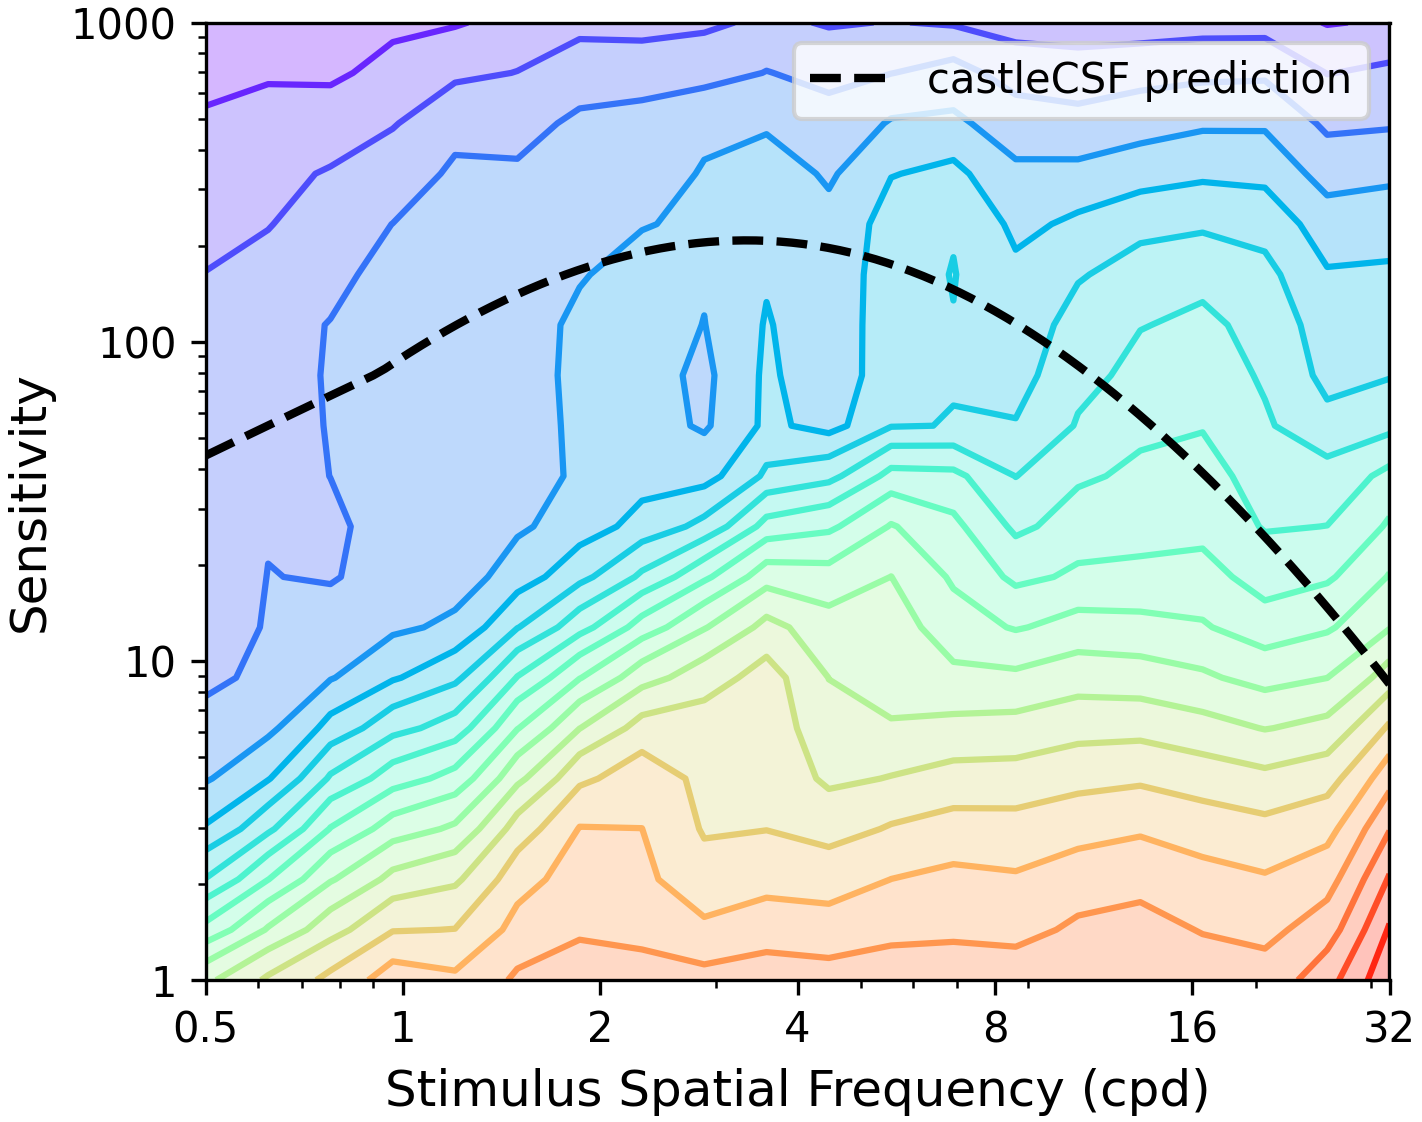 1000
100
10
1
Sensitivity
castleCSF prediction
0.5 1 2 4 8 16 32
Stimulus Spatial Frequency (cpd)